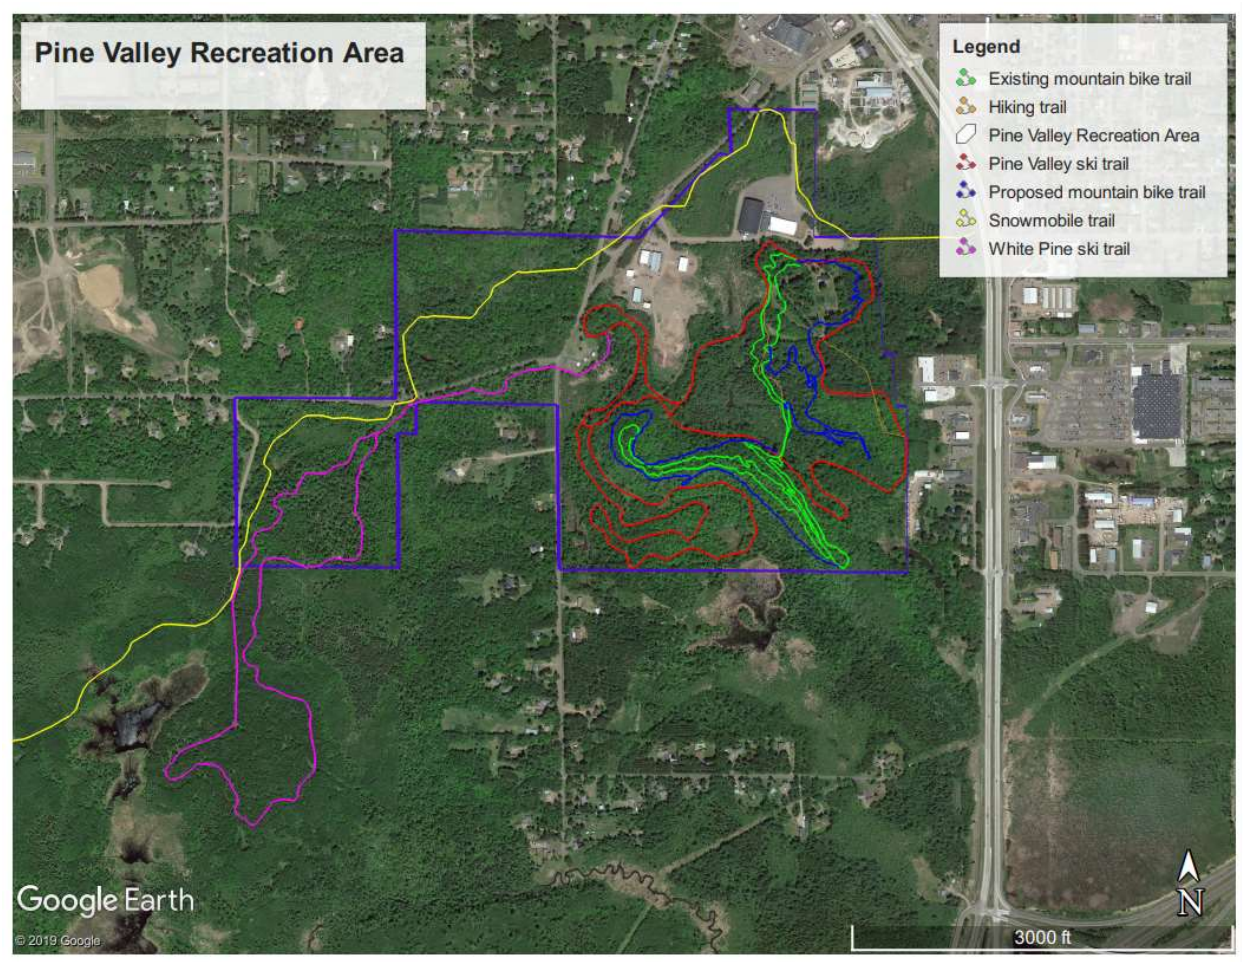 Pine Valley Recreation Area
Legend
Existing mountain bike trail
Hiking trail
Pine Valley Recreation Area
Pine Valley ski trail
Proposed mountain bike trail
Snowmobile trail
White Pine ski trail
Google Earth
© 2019 Google
N
3000 ft